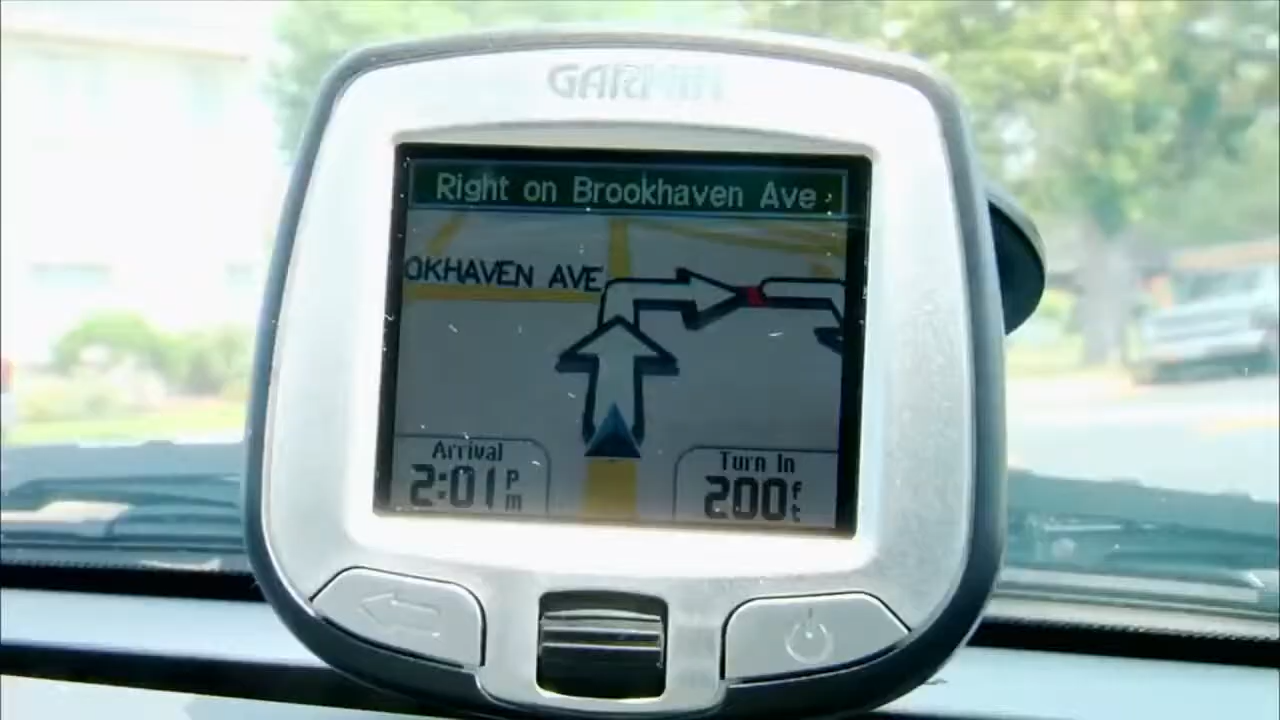 GARMIN
Right on Brookhaven Ave
OKHAVEN AVE
Arrival
2:01 Pm
Turn In
200 ft